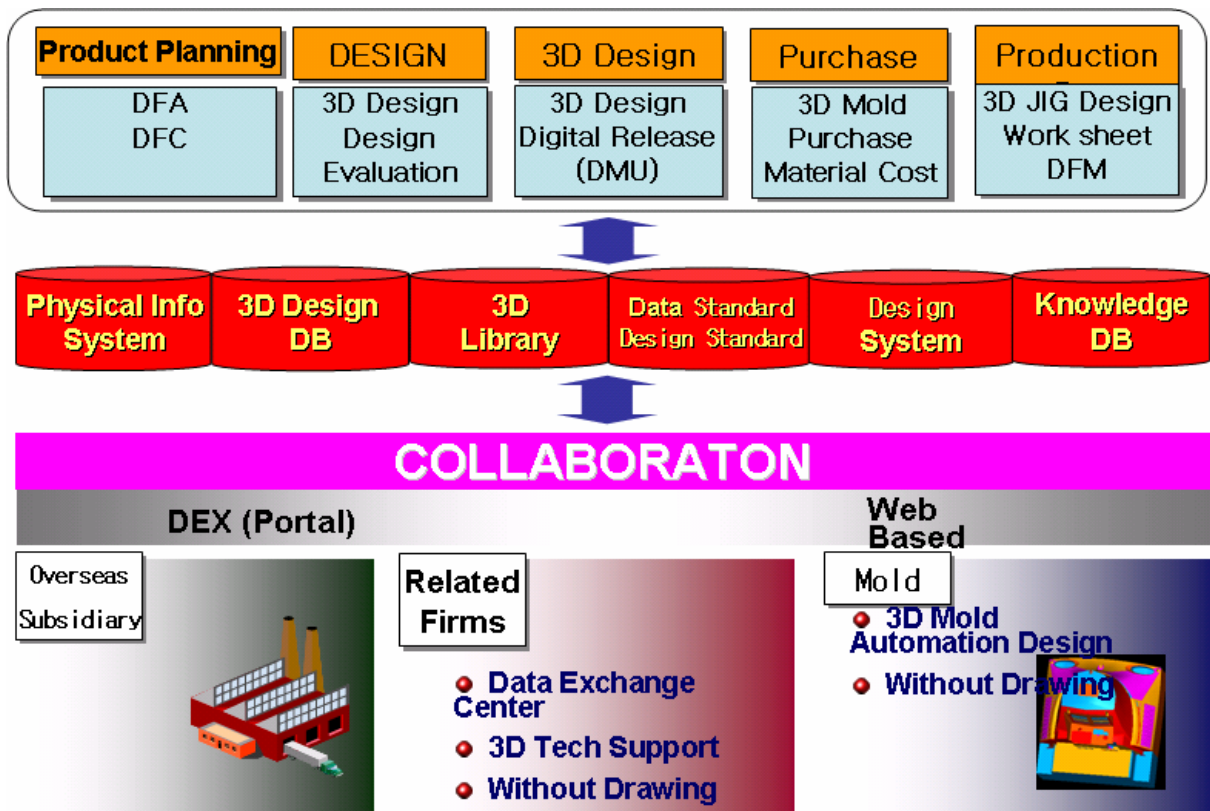 Product Planning
DFA
DFC
DESIGN
3D Design
Design
Evaluation
3D Design
3D Design
Digital Release
(DMU)
Purchase
3D Mold
Purchase
Material Cost
Production
3D JIG Design
Work sheet
DFM
Physical Info
System
3D Design
DB
3D
Library
Data Standard
Design Standard
Design
System
Knowledge
DB
COLLABORATON
DEX (Portal)
Web
Based
Overseas
Subsidiary
Related
Firms
Data Exchange
Center
3D Tech Support
Without Drawing
Mold
3D Mold
Automation Design
Without Drawing